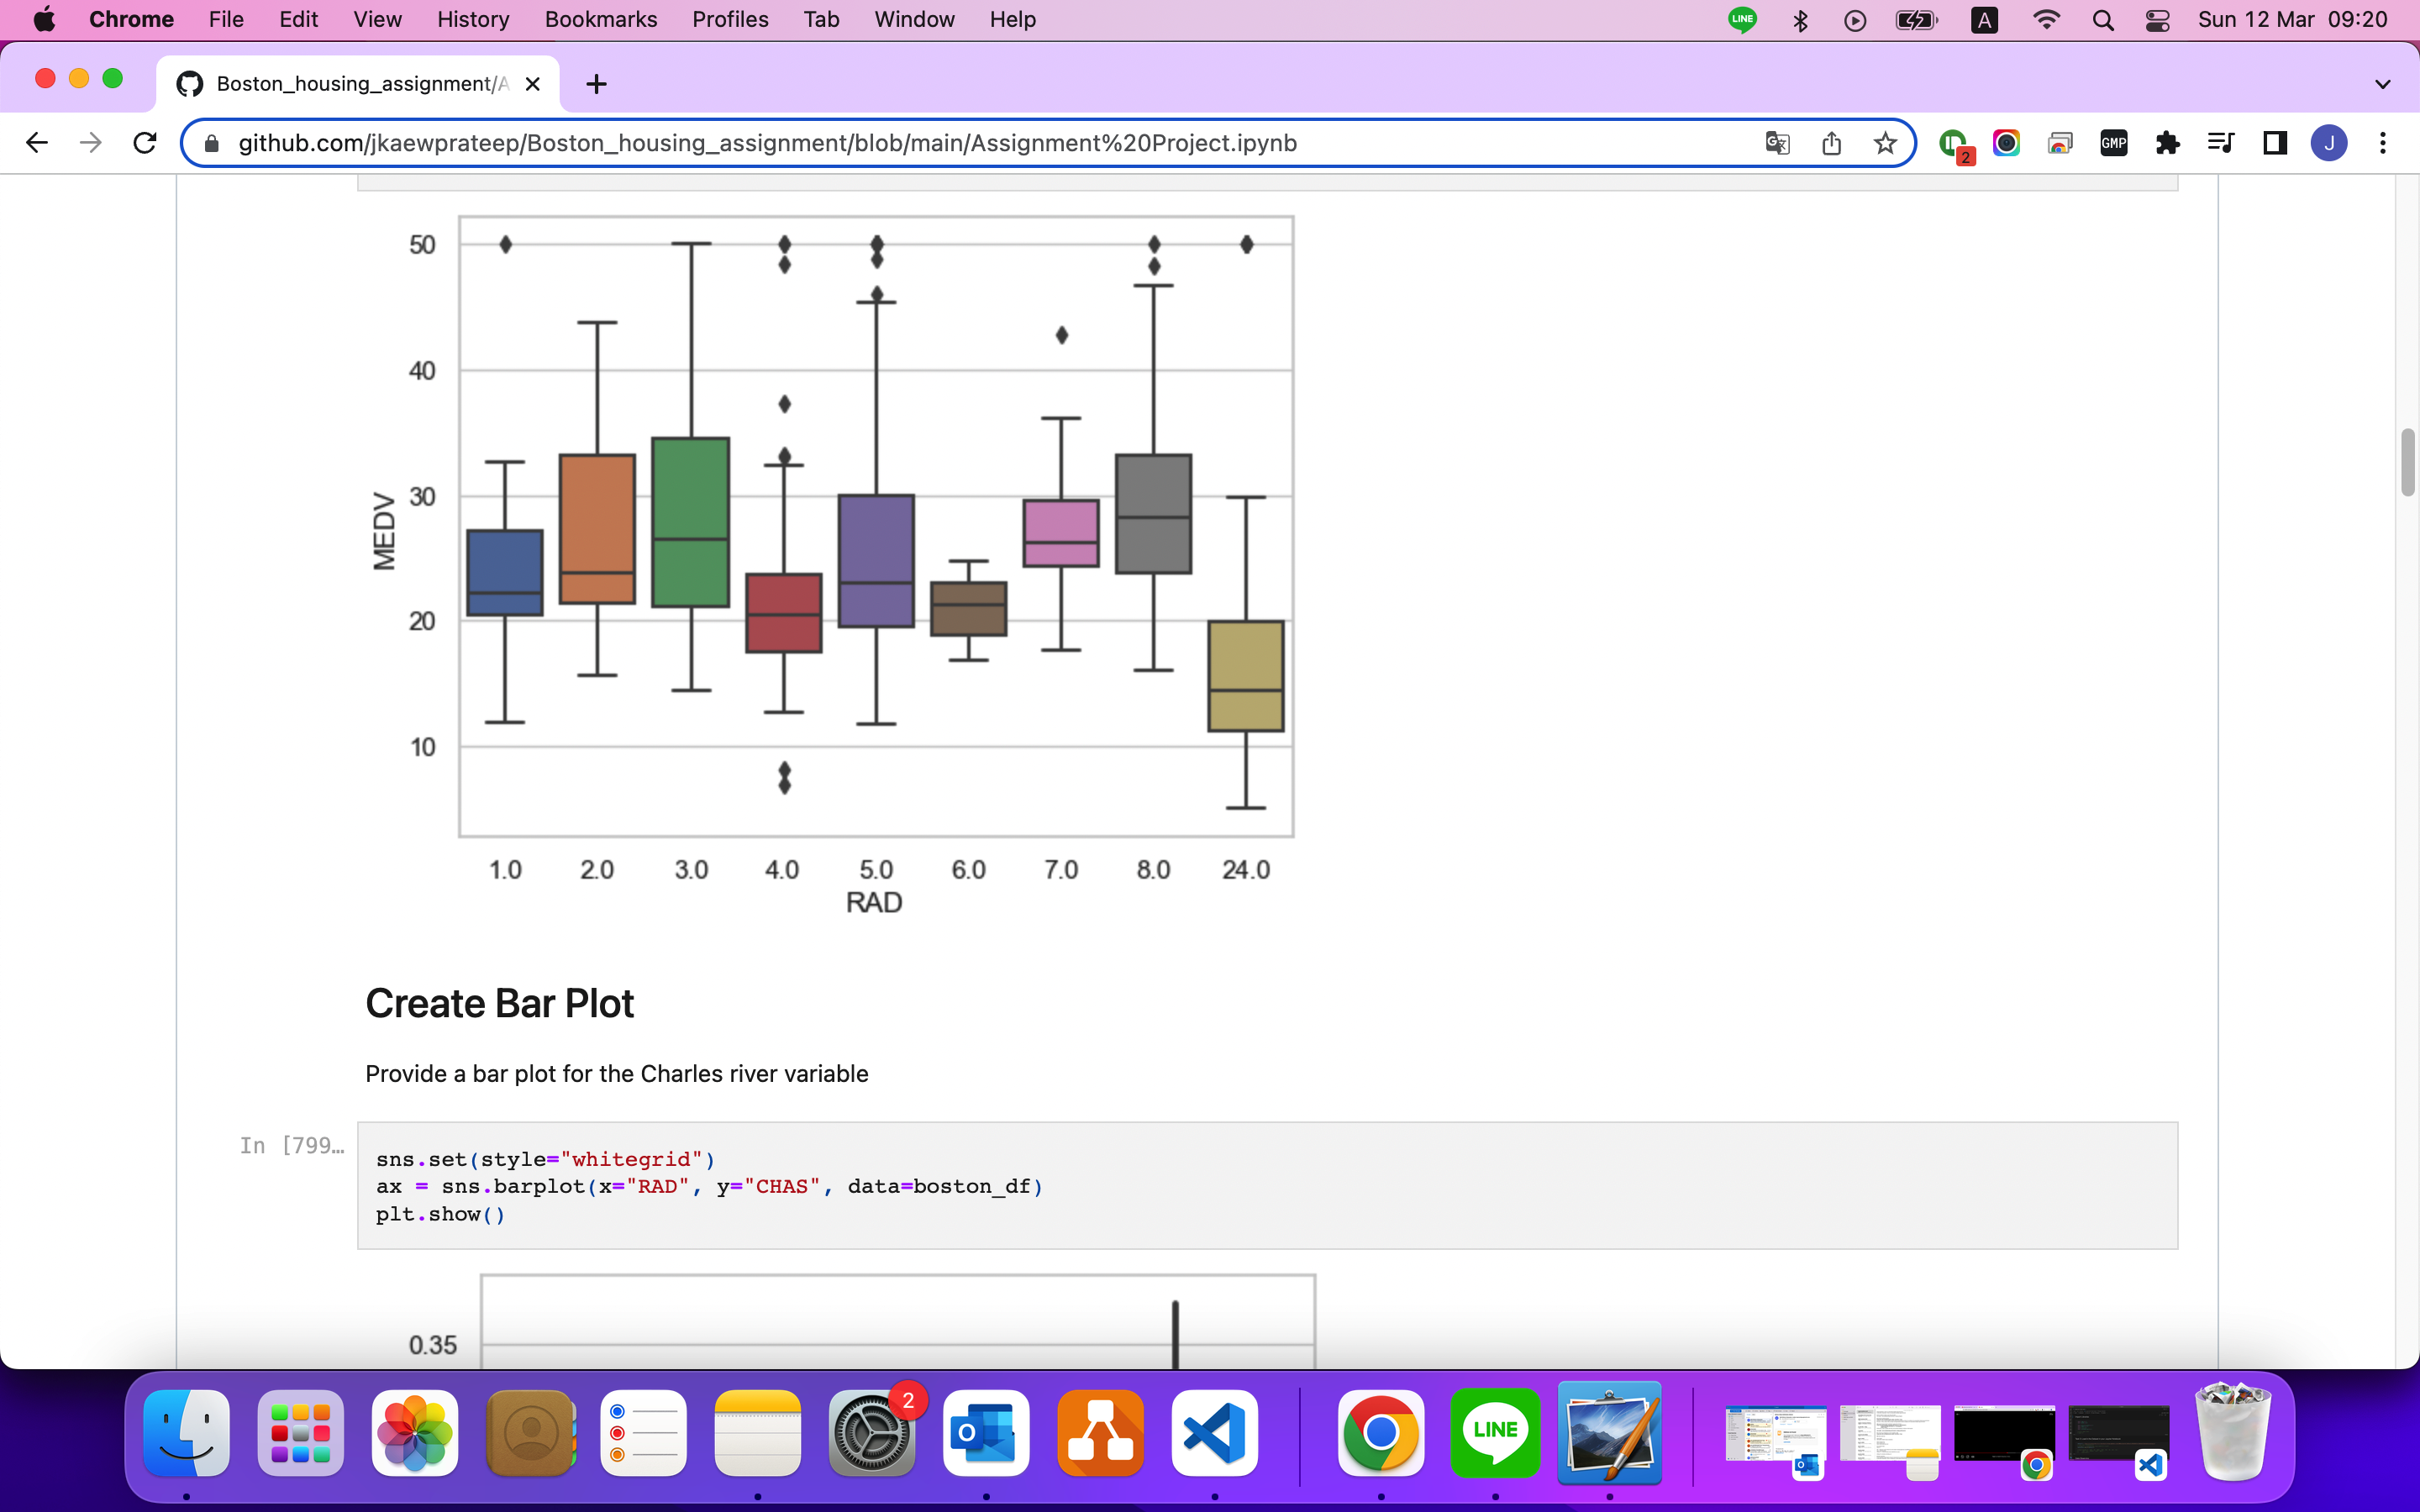 Chrome File Edit View History Bookmarks Profiles Tab Window Help LINE A Sun 12 Mar 09:20
Boston_housing_assignment/A
github.com/jkaewprateep/Boston_housing_assignment/blob/main/Assignment%20Project.ipynb 2 GMP J
50
40
30
20
10
MEDV
1.0 2.0 3.0 4.0 5.0 6.0 7.0 8.0 24.0
RAD
Create Bar Plot
Provide a bar plot for the Charles river variable
In [799…
sns.set(style="whitegrid")
ax = sns.barplot(x="RAD", y="CHAS", data=boston_df)
plt.show()
0.35
2
LINE